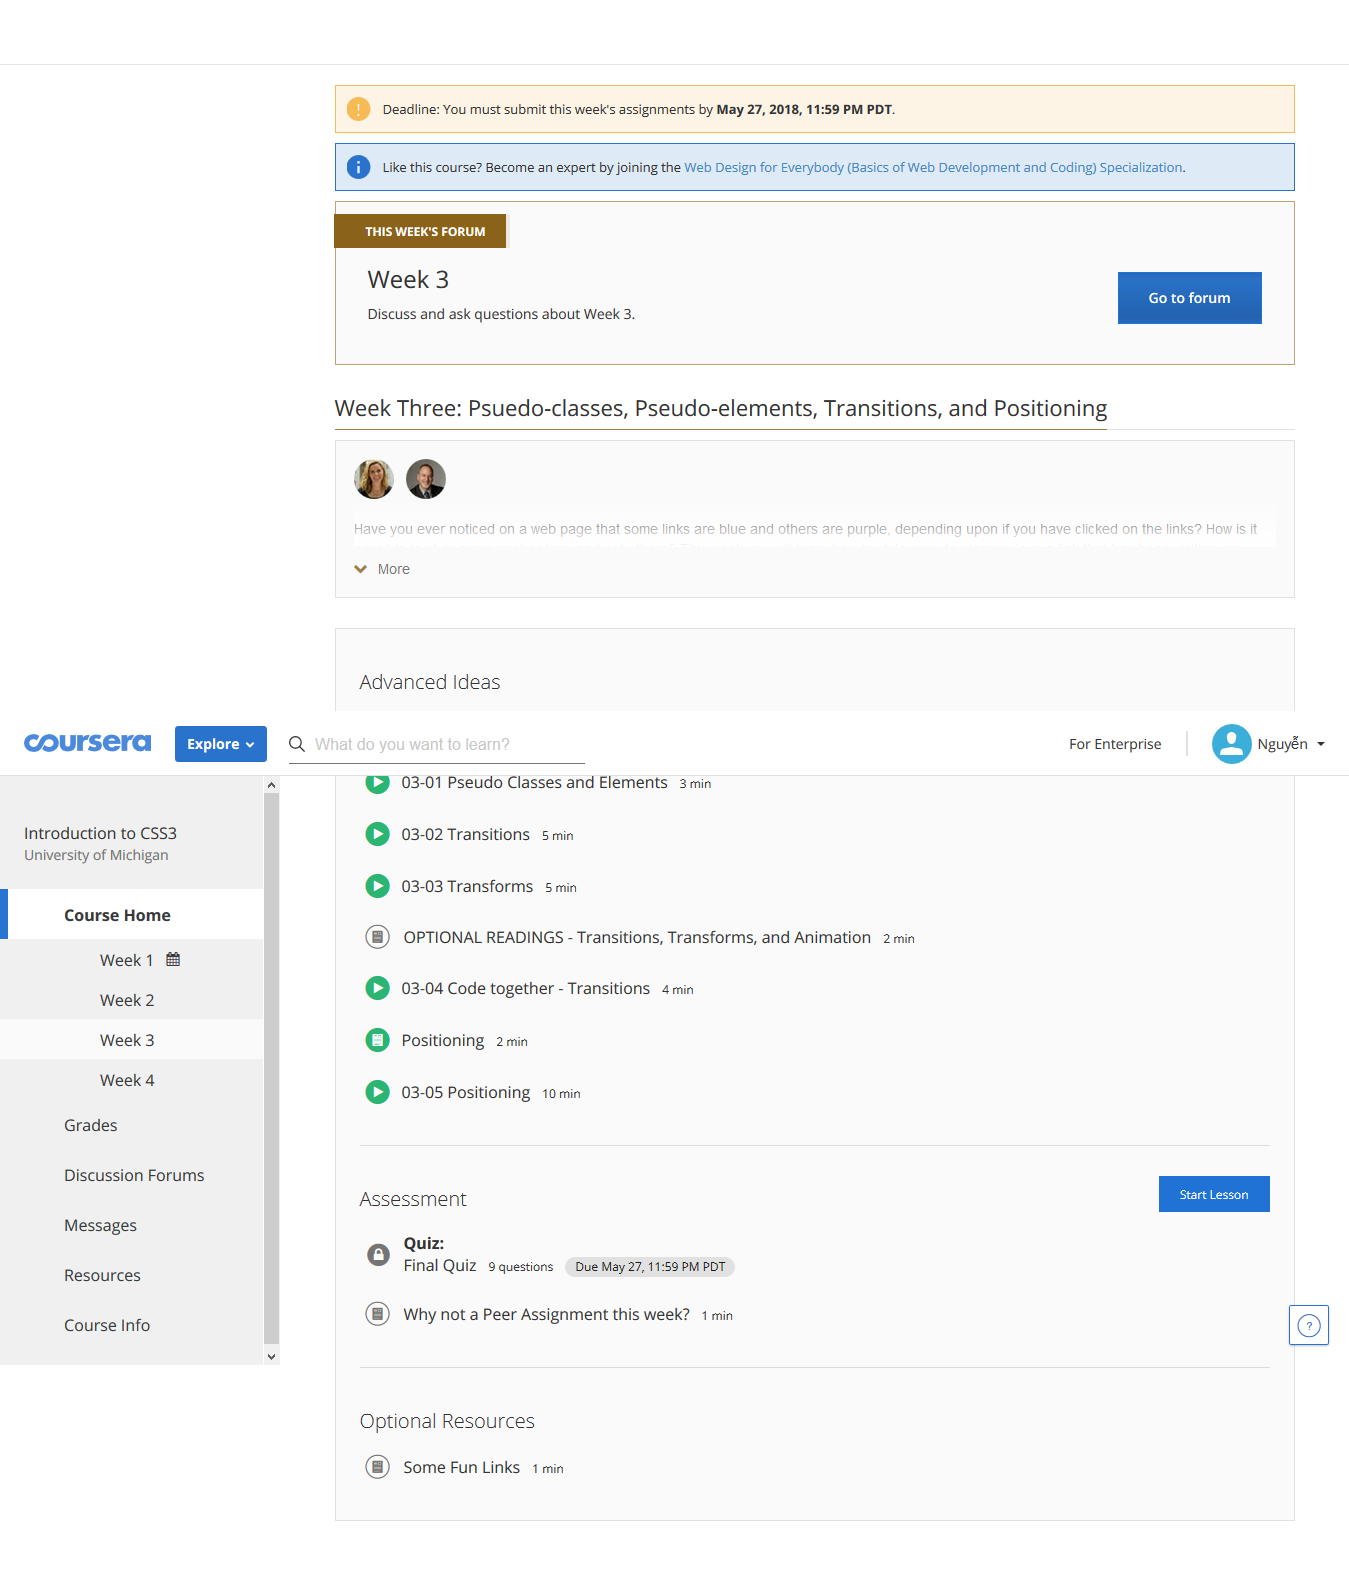 Deadline: You must submit this week's assignments by May 27, 2018, 11:59 PM PDT.
Like this course? Become an expert by joining the Web Design for Everybody (Basics of Web Development and Coding) Specialization.
THIS WEEK'S FORUM
Week 3
Discuss and ask questions about Week 3.
Go to forum
Week Three: Psuedo-classes, Pseudo-elements, Transitions, and Positioning
Have you ever noticed on a web page that some links are blue and others are purple, depending upon if you have clicked on the links? How is it
More
Advanced Ideas
coursera
Explore
What do you want to learn?
For Enterprise
Nguyễn
Introduction to CSS3
University of Michigan
Course Home
Week 1
Week 2
Week 3
Week 4
Grades
Discussion Forums
Messages
Resources
Course Info
03-01 Pseudo Classes and Elements 3 min
03-02 Transitions 5 min
03-03 Transforms 5 min
OPTIONAL READINGS - Transitions, Transforms, and Animation 2 min
03-04 Code together - Transitions 4 min
Positioning 2 min
03-05 Positioning 10 min
Assessment
Start Lesson
Quiz:
Final Quiz 9 questions Due May 27, 11:59 PM PDT
Why not a Peer Assignment this week? 1 min
?
Optional Resources
Some Fun Links 1 min